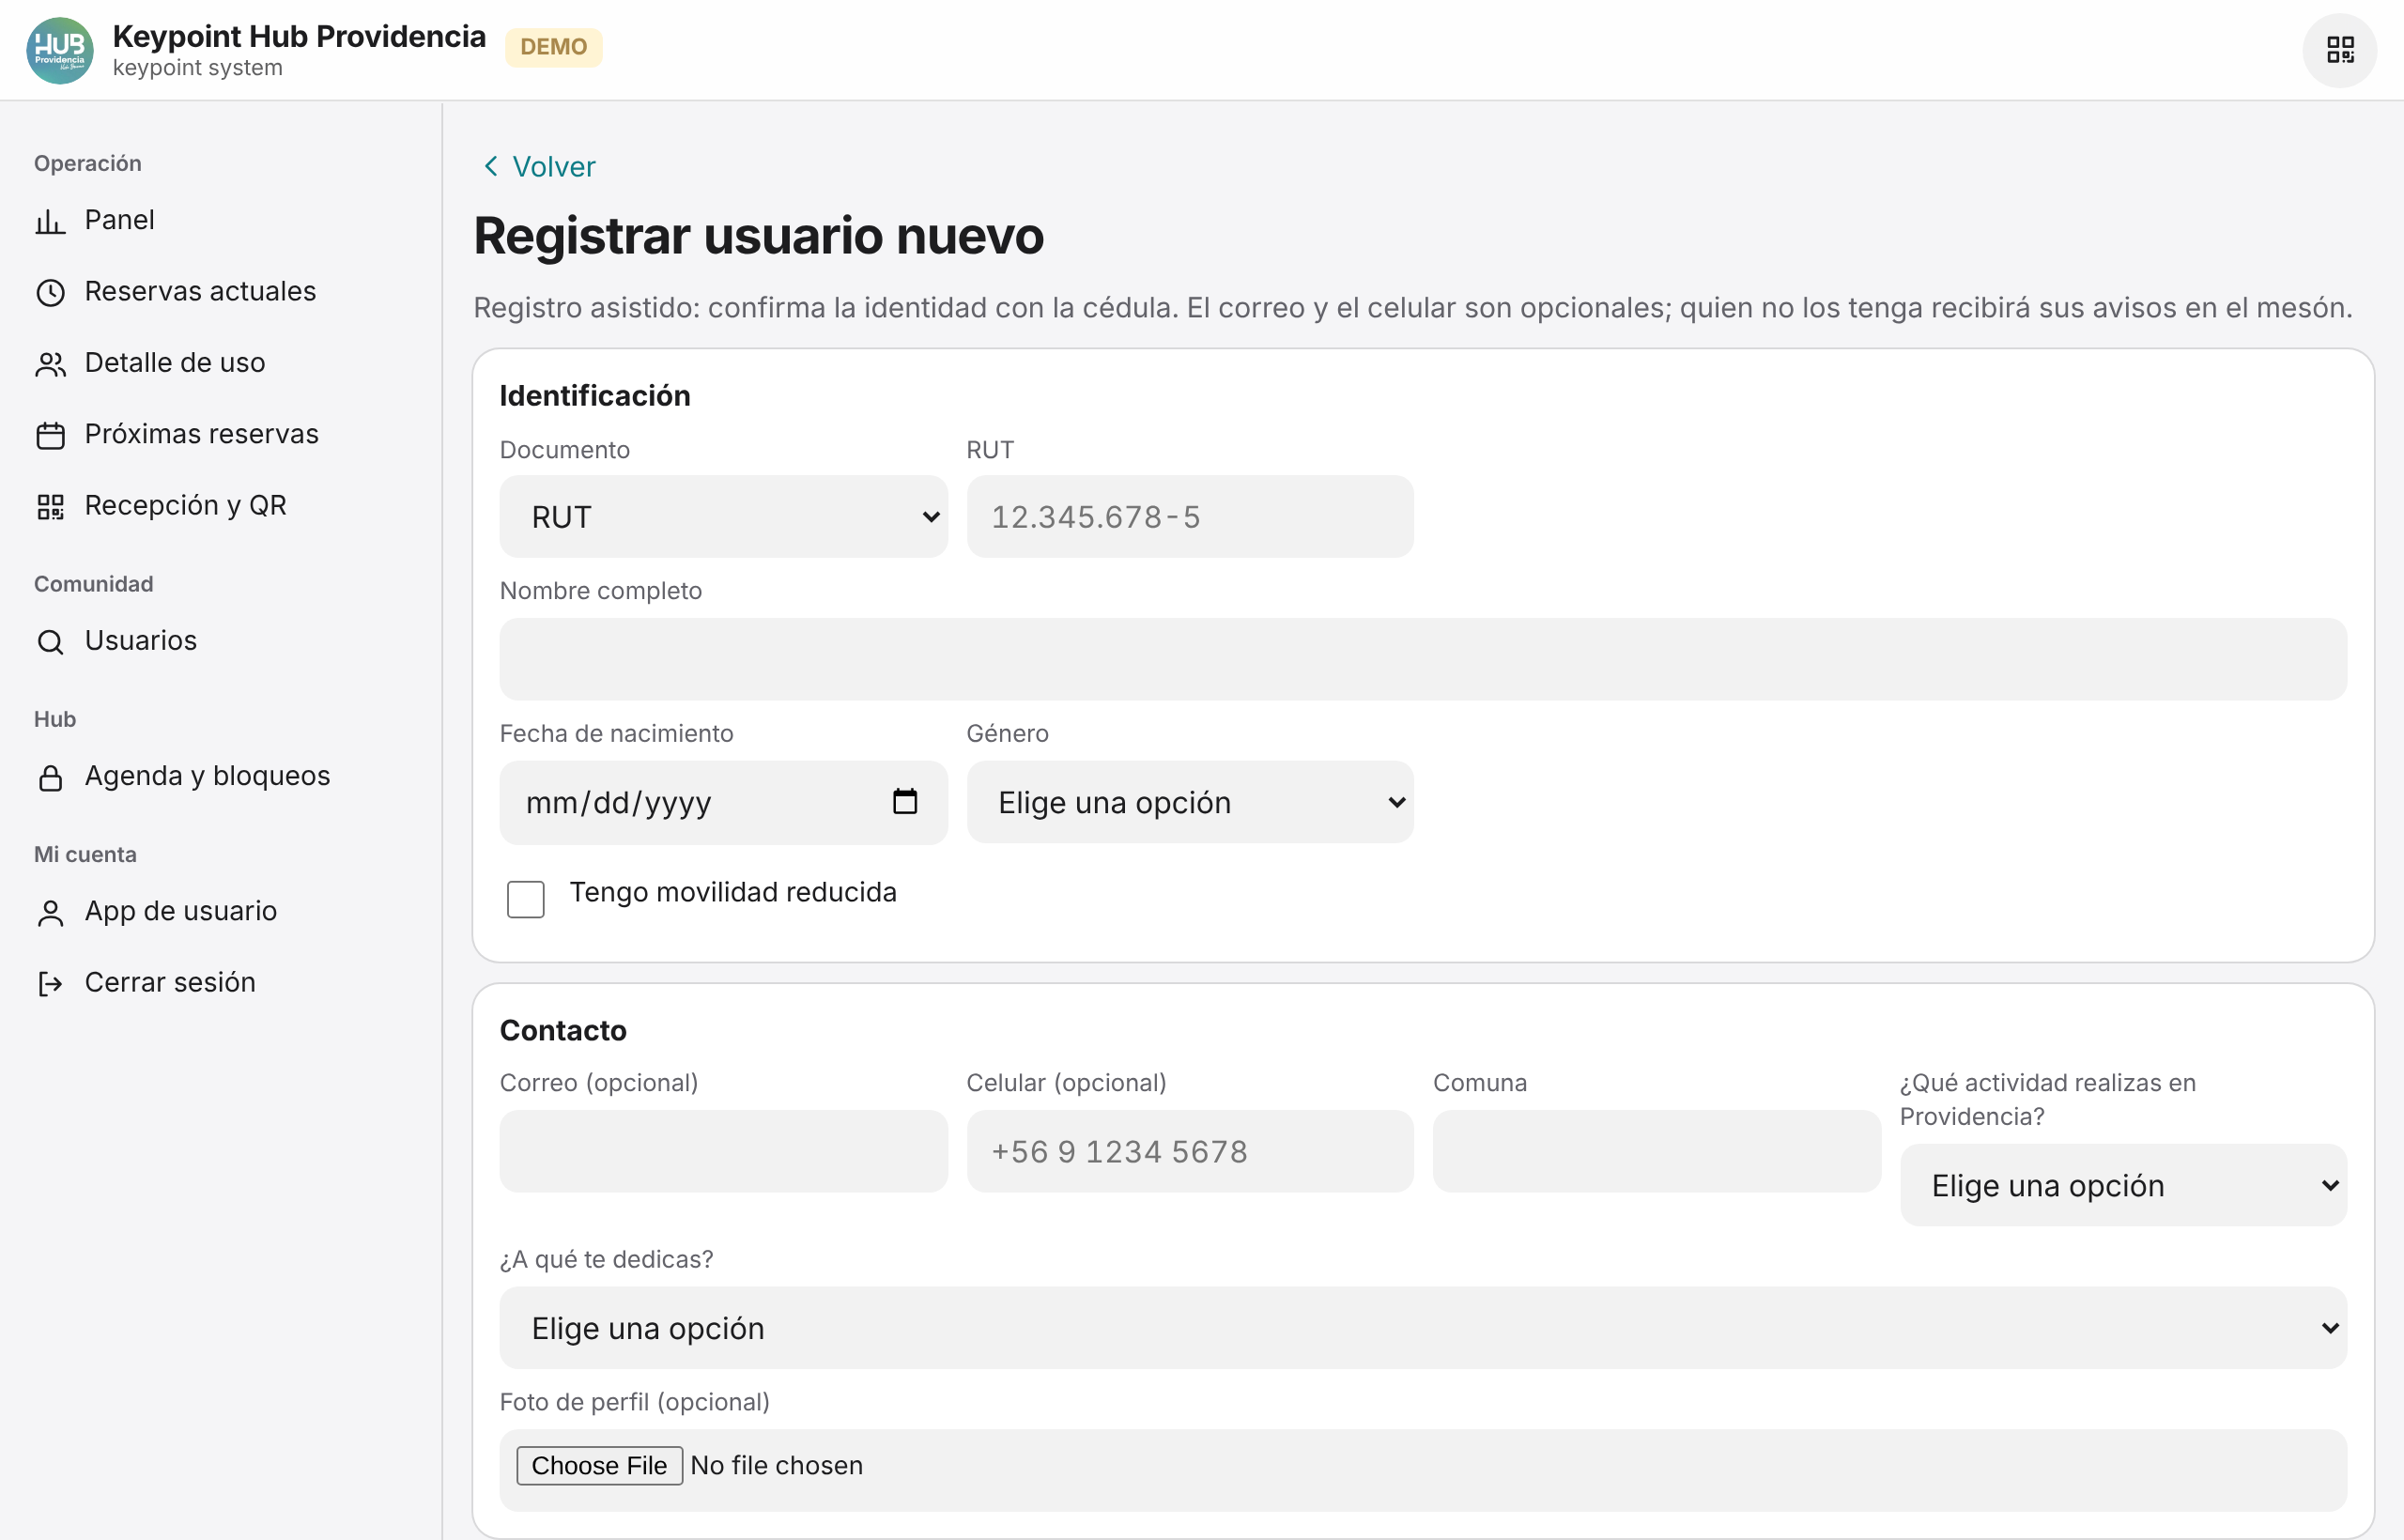 HUB
Providencia
Keypoint Hub Providencia
DEMO
keypoint system
Operación
Panel
Reservas actuales
Detalle de uso
Próximas reservas
Recepción y QR
Comunidad
Usuarios
Hub
Agenda y bloqueos
Mi cuenta
App de usuario
Cerrar sesión
Volver
Registrar usuario nuevo
Registro asistido: confirma la identidad con la cédula. El correo y el celular son opcionales; quien no los tenga recibirá sus avisos en el mesón.
Identificación
Documento
RUT
RUT
12.345.678-5
Nombre completo
Fecha de nacimiento
Género
mm/dd/yyyy
Elige una opción
Tengo movilidad reducida
Contacto
Correo (opcional)
Celular (opcional)
+56 9 1234 5678
Comuna
¿Qué actividad realizas en
Providencia?
Elige una opción
¿A qué te dedicas?
Elige una opción
Foto de perfil (opcional)
Choose File No file chosen